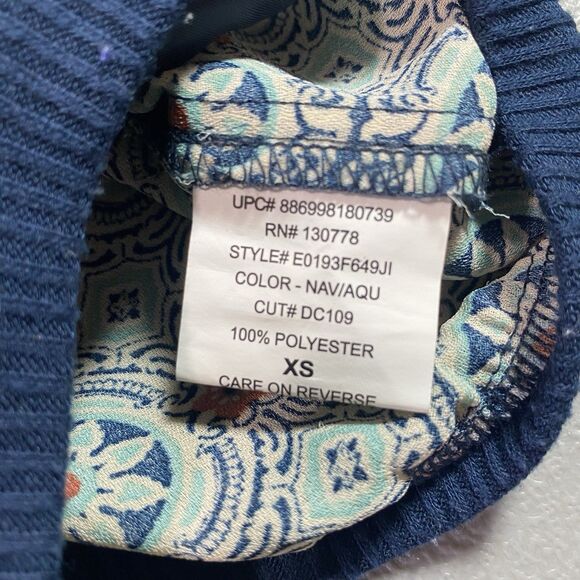 UPC# 886998180739
RN# 130778
STYLE# E0193F649JI
COLOR - NAV/AQU
CUT# DC109
100% POLYESTER
XS
CARE ON REVERSE